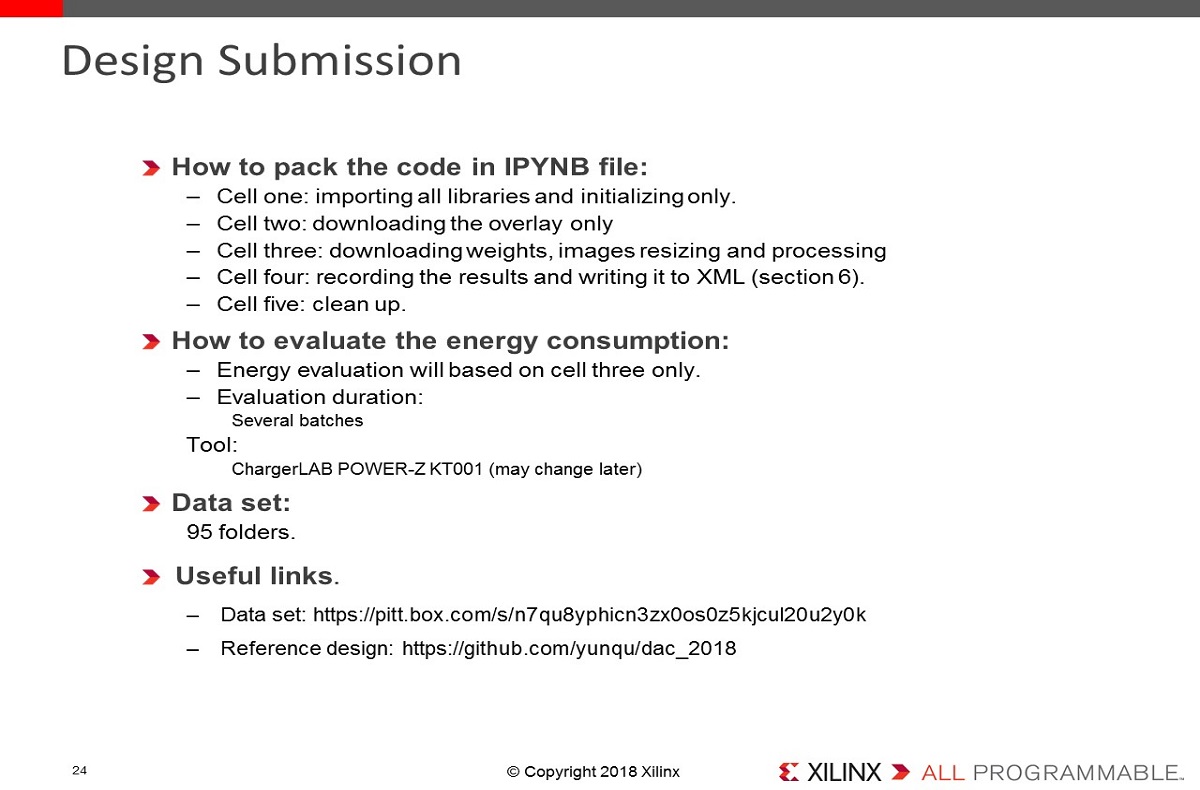 Design Submission
How to pack the code in IPYNB file:
– Cell one: importing all libraries and initializing only.
– Cell two: downloading the overlay only
– Cell three: downloading weights, images resizing and processing
– Cell four: recording the results and writing it to XML (section 6).
– Cell five: clean up.
How to evaluate the energy consumption:
– Energy evaluation will based on cell three only.
– Evaluation duration:
Several batches
Tool:
ChargerLAB POWER-Z KT001 (may change later)
Data set:
95 folders.
Useful links.
– Data set: https://pitt.box.com/s/n7qu8yphicn3zx0os0z5kjcul20u2y0k
– Reference design: https://github.com/yunqu/dac_2018
24
© Copyright 2018 Xilinx
XILINX ALL PROGRAMMABLE™